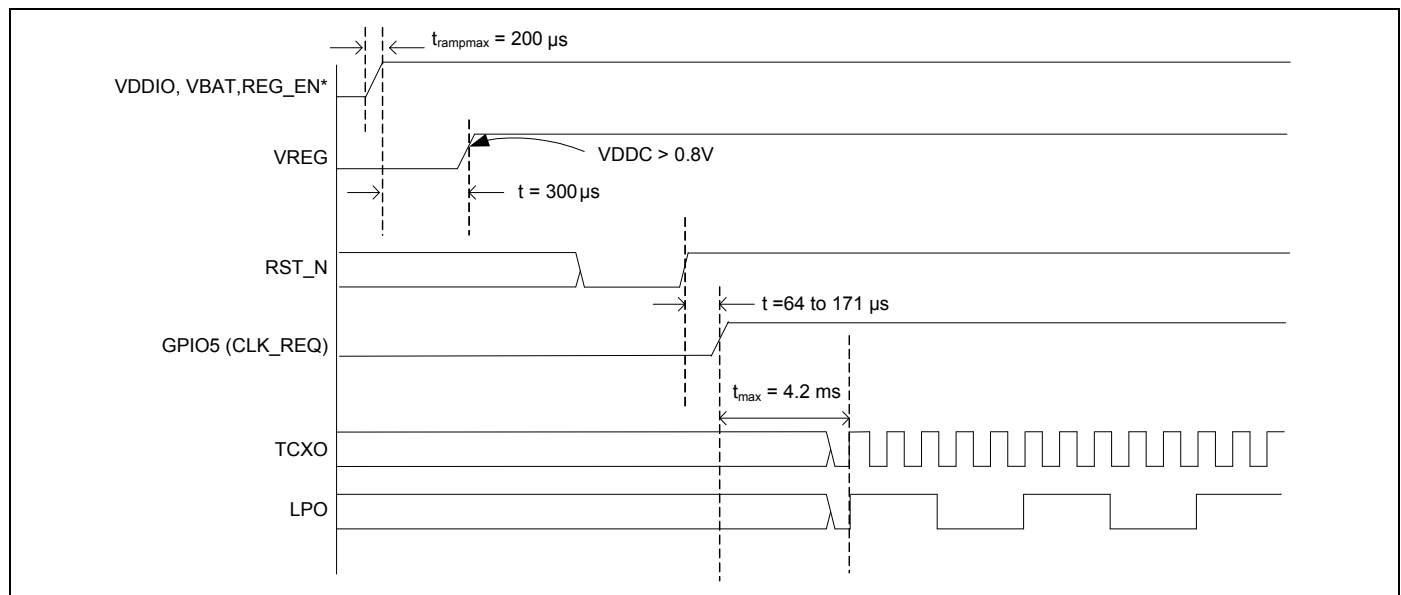 t_rampmax = 200 µs
VDDIO, VBAT,REG_EN*
VREG
VDDC > 0.8V
t = 300µs
RST_N
t =64 to 171 µs
GPIO5 (CLK_REQ)
t_max = 4.2 ms
TCXO
LPO